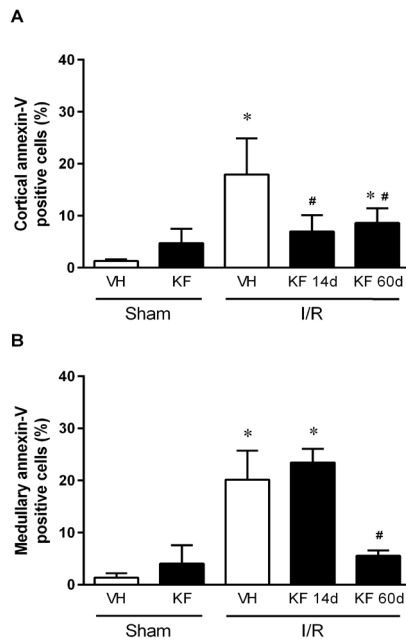 A
Cortical annexin-V
positive cells (%)
40
30
20
10
0
*
#
* #
VH KF VH KF 14d KF 60d
Sham I/R
B
Medullary annexin-V
positive cells (%)
40
30
20
10
0
* *
#
VH KF VH KF 14d KF 60d
Sham I/R